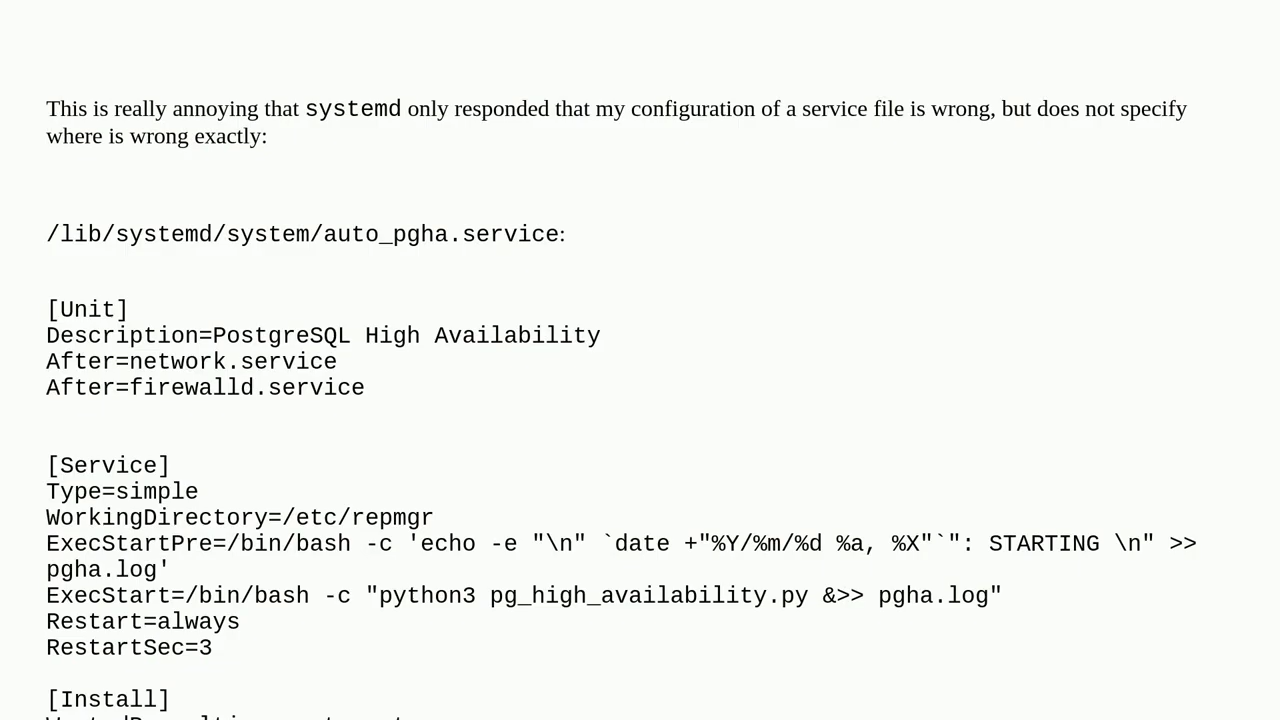 This is really annoying that systemd only responded that my configuration of a service file is wrong, but does not specify
where is wrong exactly:
/lib/systemd/system/auto_pgha.service:
[Unit]
Description=PostgreSQL High Availability
After=network.service
After=firewalld.service
[Service]
Type=simple
WorkingDirectory=/etc/repmgr
ExecStartPre=/bin/bash -c 'echo -e "\n" `date +"%Y/%m/%d %a, %X"`": STARTING \n" >>
pgha.log'
ExecStart=/bin/bash -c "python3 pg_high_availability.py &>> pgha.log"
Restart=always
RestartSec=3
[Install]